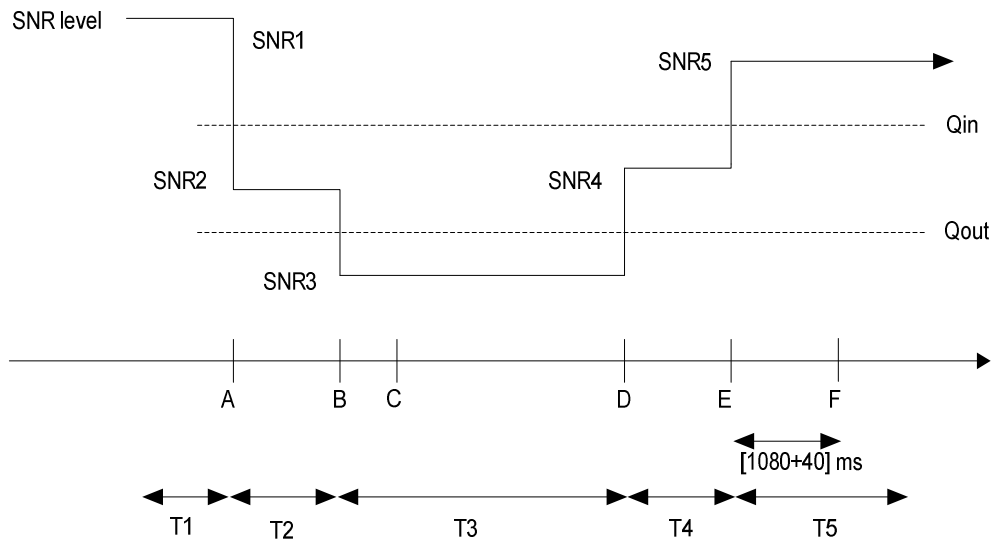 SNR level
SNR1
SNR5
Qin
SNR2
SNR4
Qout
SNR3
A B C D E F
[1080+40] ms
T1 T2 T3 T4 T5